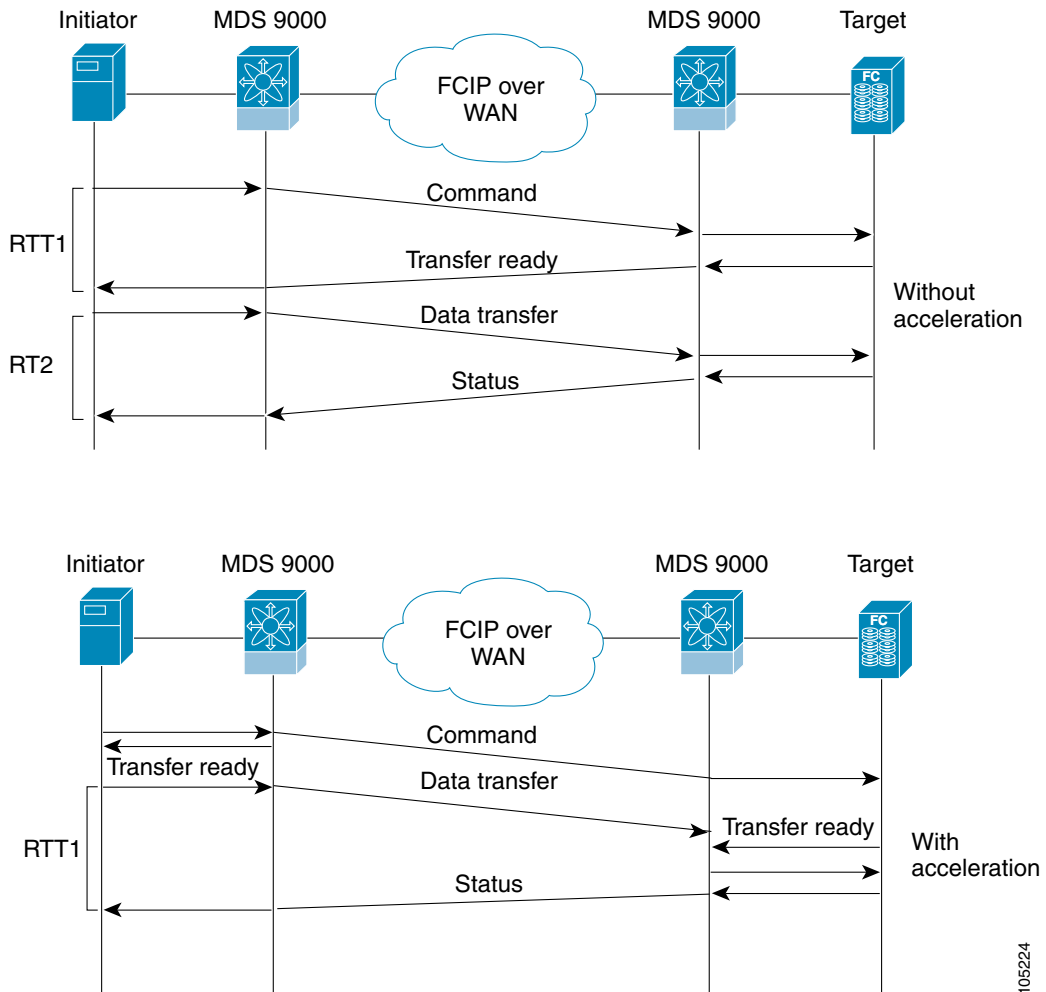 Initiator
MDS 9000
MDS 9000
Target
FCIP over
WAN
FC
Command
RTT1
Transfer ready
Without
acceleration
Data transfer
RT2
Status
Initiator
MDS 9000
MDS 9000
Target
FCIP over
WAN
FC
Command
Transfer ready
Data transfer
Transfer ready
With
acceleration
RTT1
Status
105224